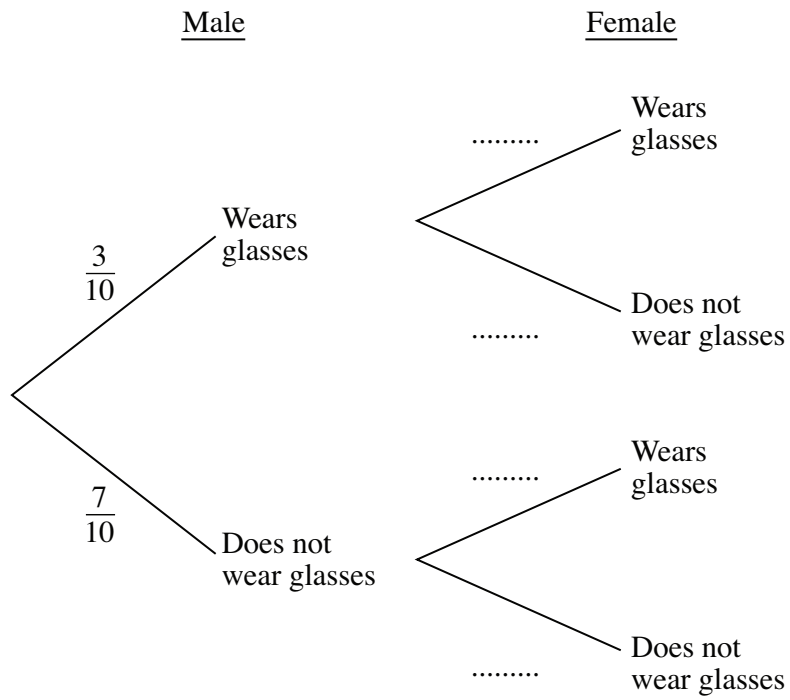 Male
Female
Wears
glasses
.........
Wears
glasses
3
10
Does not
wear glasses
.........
Wears
glasses
.........
7
10
Does not
wear glasses
Does not
wear glasses
.........